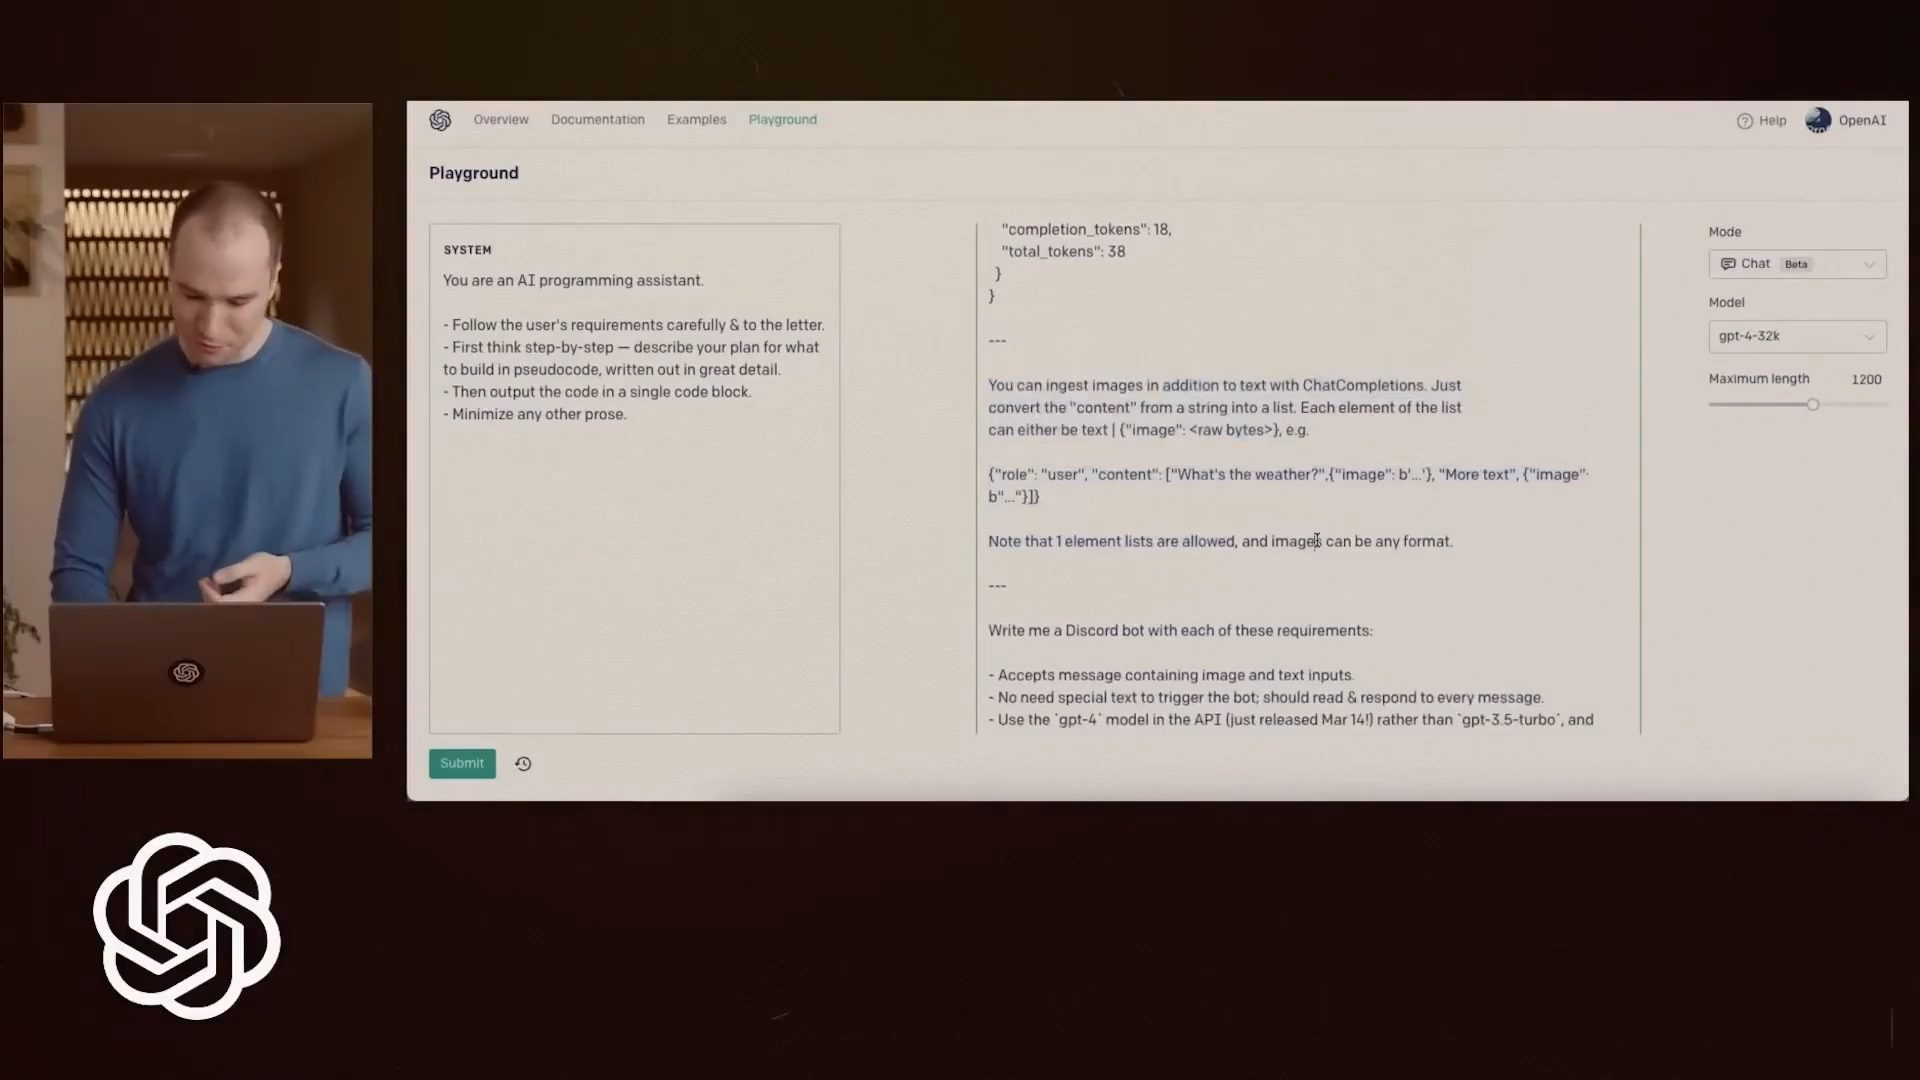 Overview Documentation Examples Playground
Help OpenAI
Playground
SYSTEM
You are an AI programming assistant.
- Follow the user's requirements carefully & to the letter.
- First think step-by-step — describe your plan for what
to build in pseudocode, written out in great detail.
- Then output the code in a single code block.
- Minimize any other prose.
"completion_tokens": 18,
"total_tokens": 38
}
}
---
You can ingest images in addition to text with ChatCompletions. Just
convert the "content" from a string into a list. Each element of the list
can either be text | {"image": <raw bytes>}, e.g.
{"role": "user", "content": ["What's the weather?",{"image": b'...'}, "More text", {"image":
b"..."}]}
Note that 1 element lists are allowed, and images can be any format.
---
Write me a Discord bot with each of these requirements:
- Accepts message containing image and text inputs.
- No need special text to trigger the bot; should read & respond to every message.
- Use the `gpt-4` model in the API (just released Mar 14!) rather than `gpt-3.5-turbo`, and
Mode
Chat Beta
Model
gpt-4-32k
Maximum length 1200
Submit